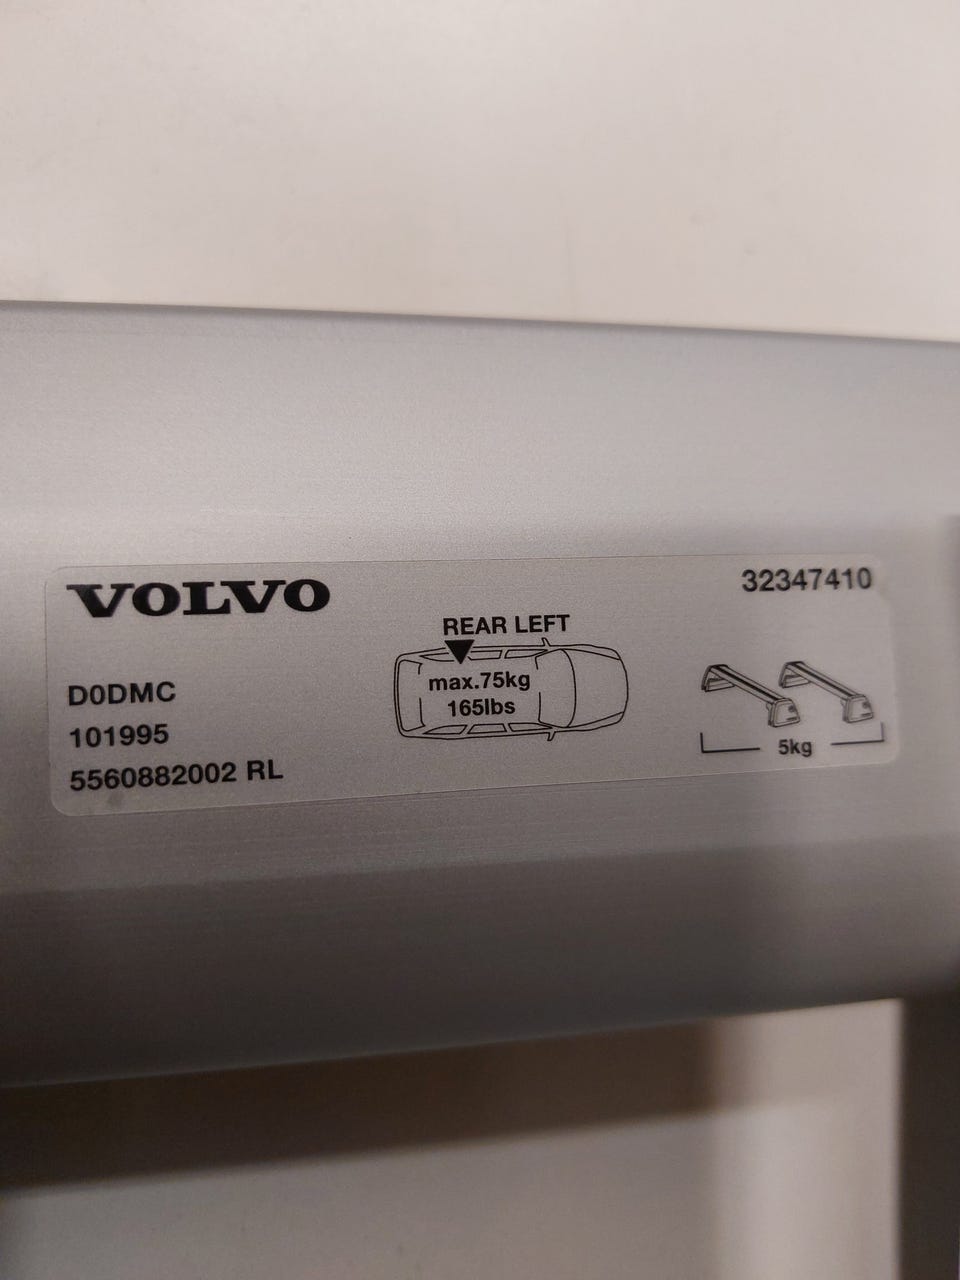 VOLVO
32347410
REAR LEFT
max.75kg
165lbs
D0DMC
101995
5560882002 RL
5kg